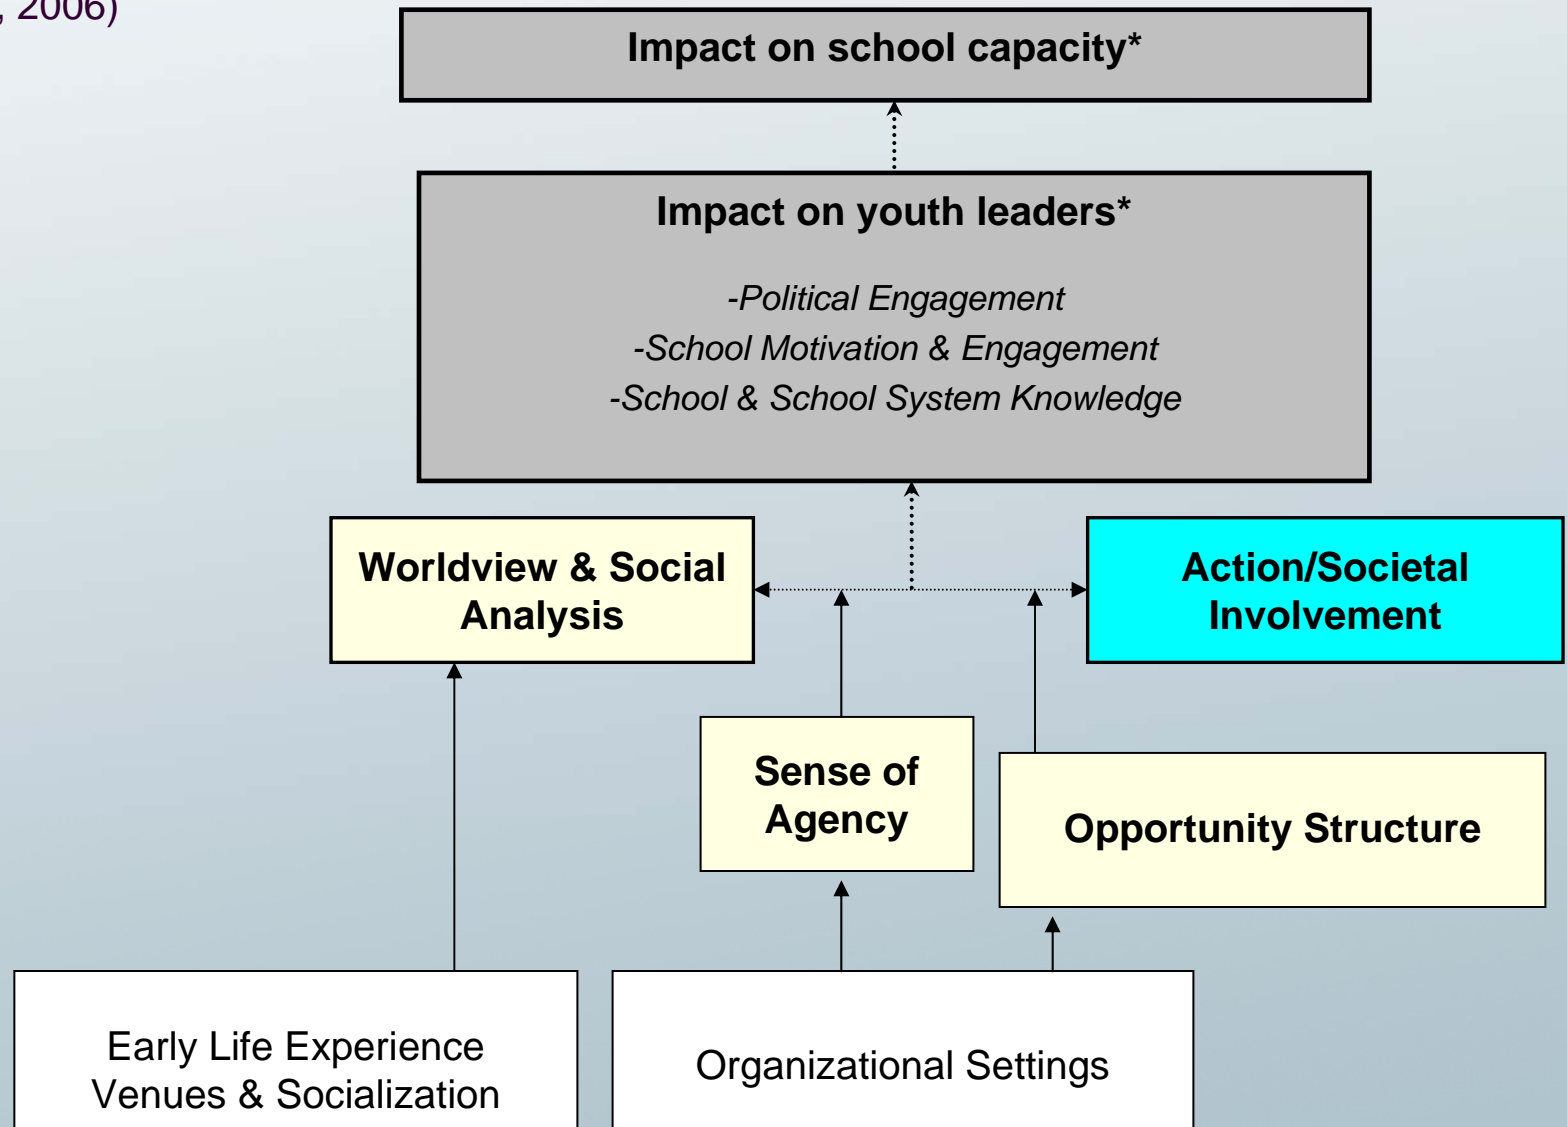 , 2006)
Impact on school capacity*
Impact on youth leaders*
-Political Engagement
-School Motivation & Engagement
-School & School System Knowledge
Worldview & Social
Analysis
Action/Societal
Involvement
Sense of
Agency
Opportunity Structure
Early Life Experience
Venues & Socialization
Organizational Settings